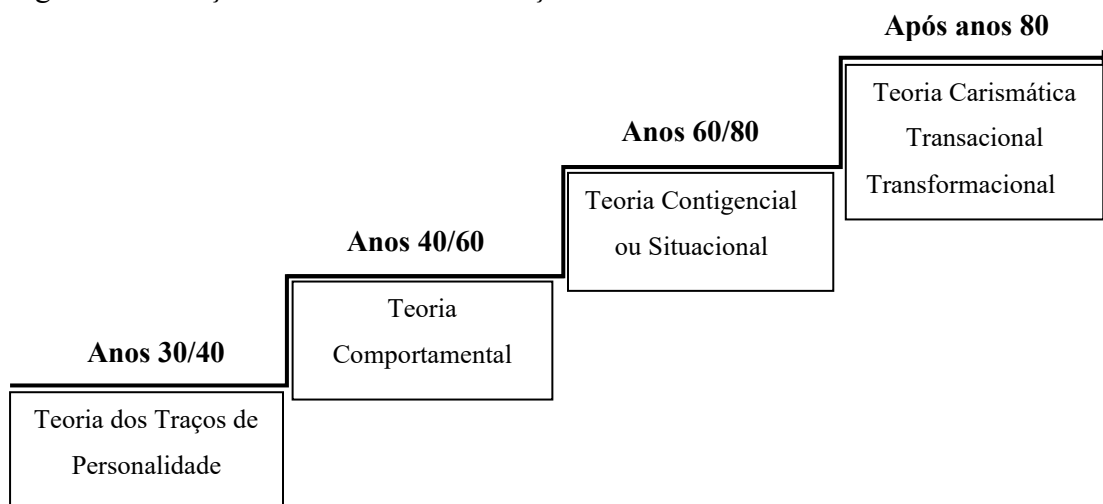 Após anos 80
Teoria Carismática
Transacional
Transformacional
Anos 60/80
Teoria Contigencial
ou Situacional
Anos 40/60
Teoria
Comportamental
Anos 30/40
Teoria dos Traços de
Personalidade